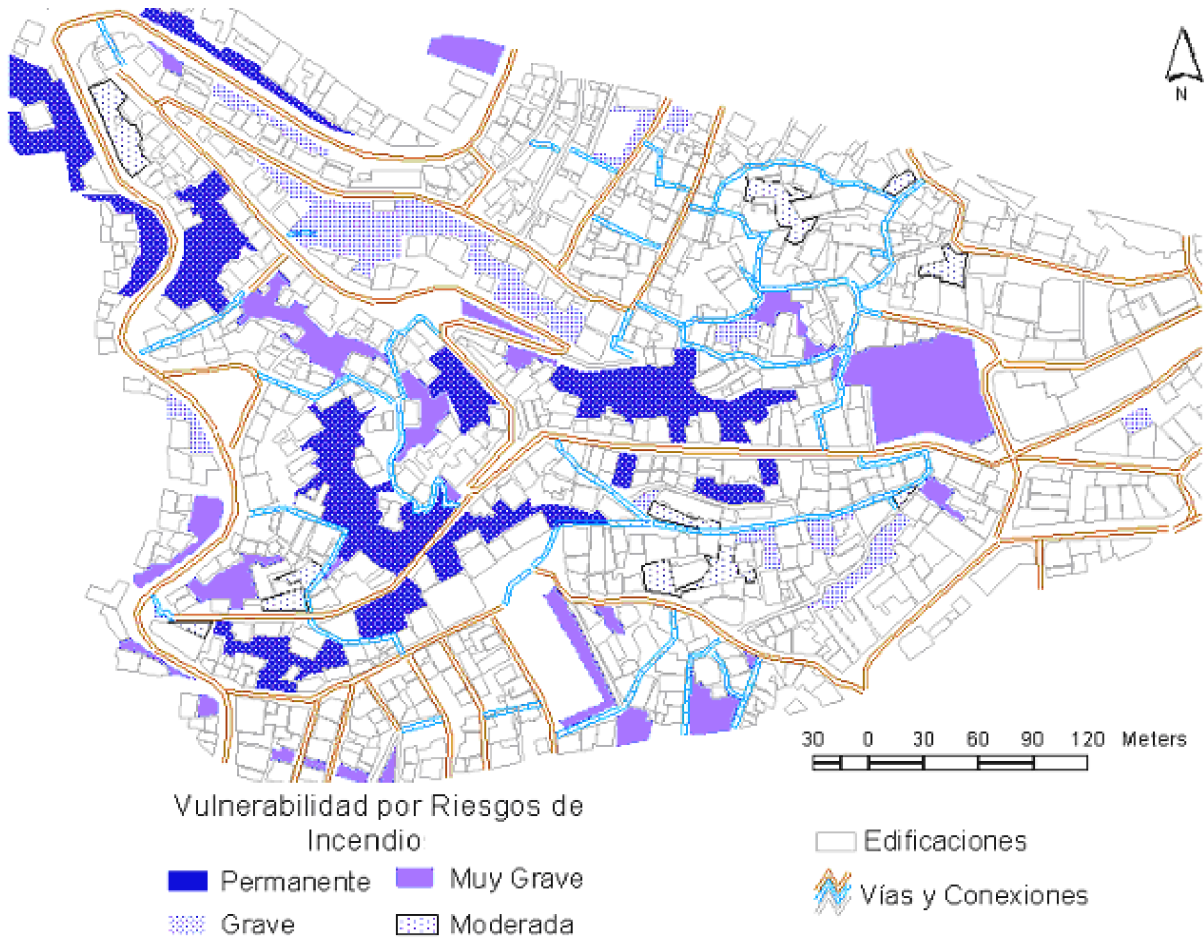 N
30 0 30 60 90 120 Meters
Vulnerabilidad por Riesgos de
Incendio
Permanente
Muy Grave
Grave
Moderada
Edificaciones
Vías y Conexiones